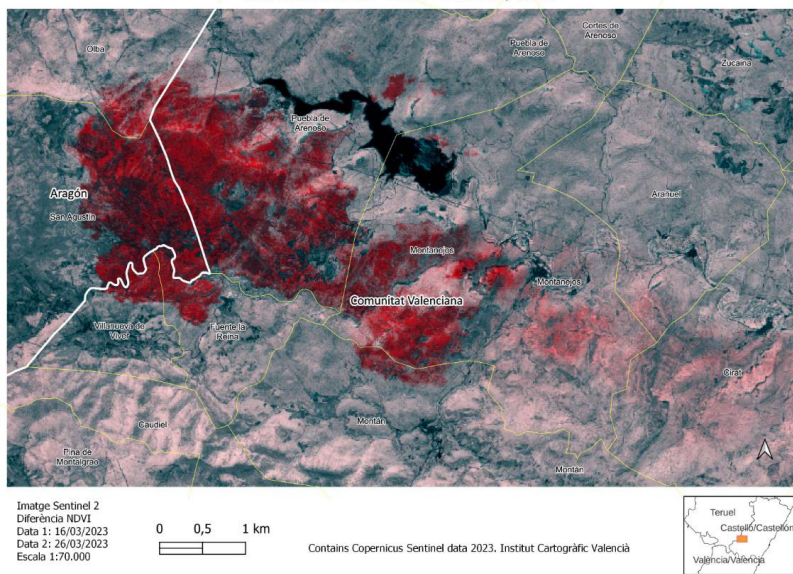 Olba
Cortes de
Arenoso
Puebla de
Arenoso
Zucaina
Puebla de
Arenoso
Aragón
San Agustín
Arañuel
Montanejos
Montanejos
Comunitat Valenciana
Villanueva de
Viver
Fuente la
Reina
Cirat
Caudiel
Montán
Pina de
Montalgrao
Montán
Imatge Sentinel 2
Diferència NDVI
Data 1: 16/03/2023
Data 2: 26/03/2023
Escala 1:70.000
0 0,5 1 km
Contains Copernicus Sentinel data 2023. Institut Cartogràfic Valencià
Teruel
Castelló/Castellón
València/Valencia